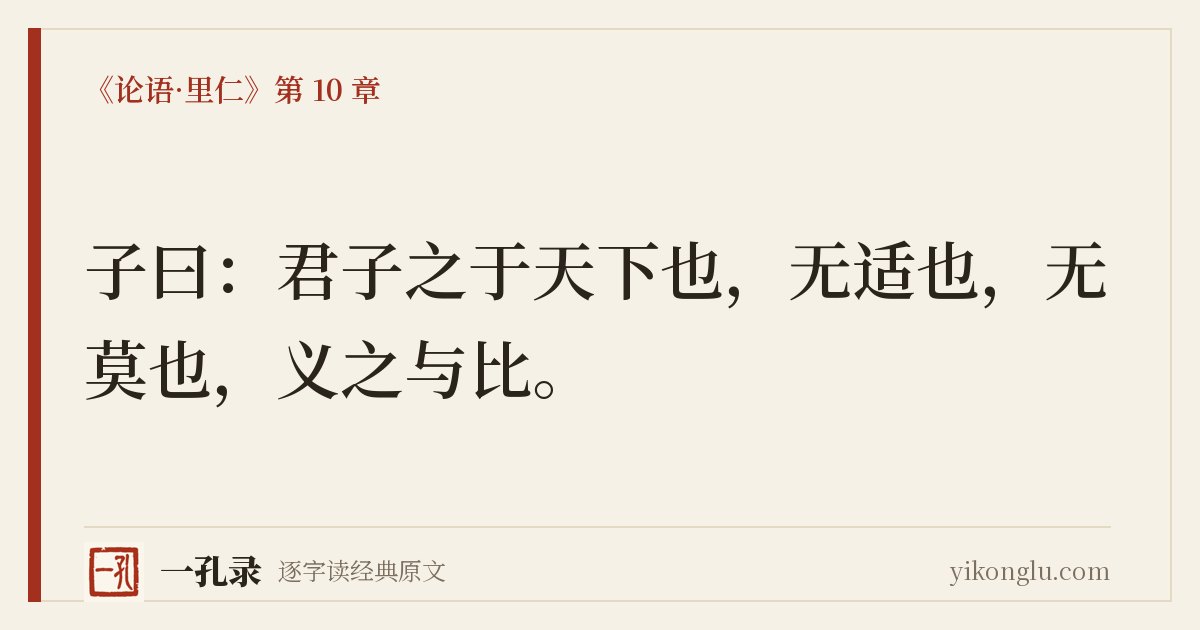 《论语·里仁》第 10 章
子曰：君子之于天下也，无适也，无
莫也，义之与比。
一孔
一孔录 逐字读经典原文 yikonglu.com